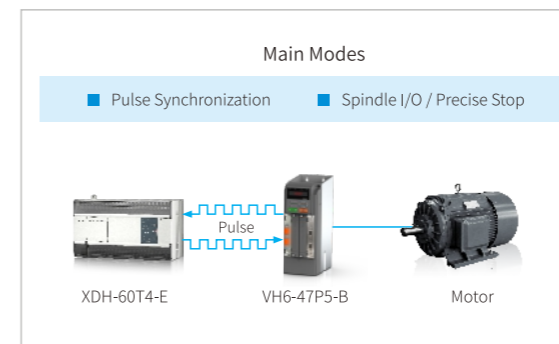 Main Modes
Pulse Synchronization
Spindle I/O / Precise Stop
Pulse
XDH-60T4-E
VH6-47P5-B
Motor